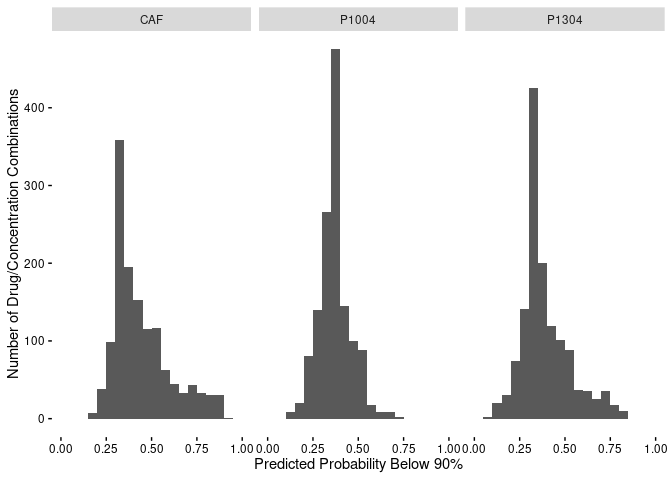 CAF P1004 P1304
Number of Drug/Concentration Combinations
400
300
200
100
0
0.00 0.25 0.50 0.75 1.00 0.00 0.25 0.50 0.75 1.00 0.00 0.25 0.50 0.75 1.00
Predicted Probability Below 90%